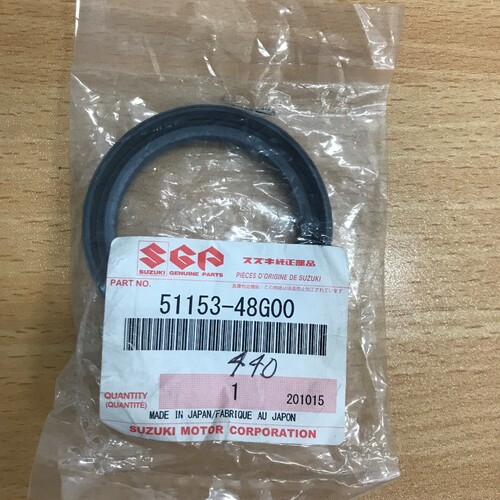 SGP スズキ純正部品
SUZUKI GENUINE PARTS PIECES D'ORIGINE DE SUZUKI
PART NO.
51153-48G00
440
QUANTITY
(QUANTITÉ) 1 201015
MADE IN JAPAN/FABRIQUE AU JAPON
SUZUKI MOTOR CORPORATION